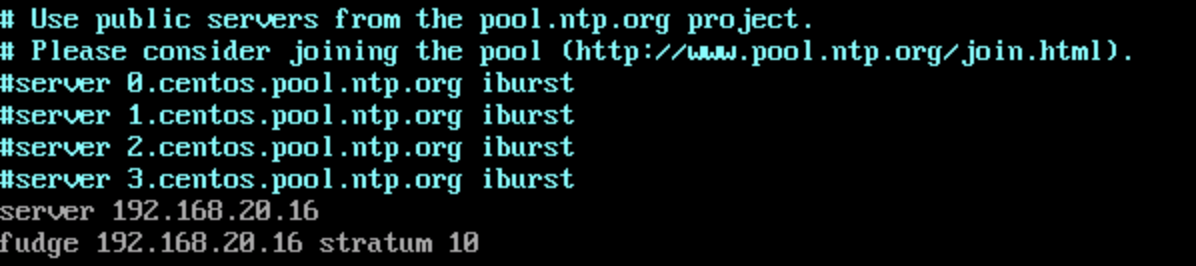 # Use public servers from the pool.ntp.org project.
# Please consider joining the pool (http://www.pool.ntp.org/join.html).
#server 0.centos.pool.ntp.org iburst
#server 1.centos.pool.ntp.org iburst
#server 2.centos.pool.ntp.org iburst
#server 3.centos.pool.ntp.org iburst
server 192.168.20.16
fudge 192.168.20.16 stratum 10